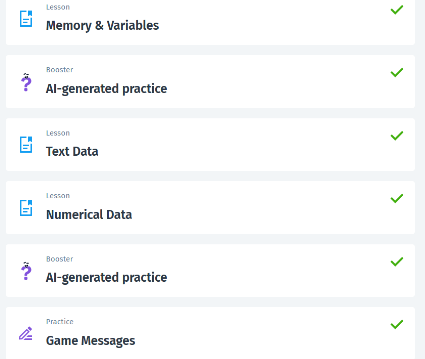 Lesson
Memory & Variables
Booster
AI-generated practice
Lesson
Text Data
Lesson
Numerical Data
Booster
AI-generated practice
Practice
Game Messages